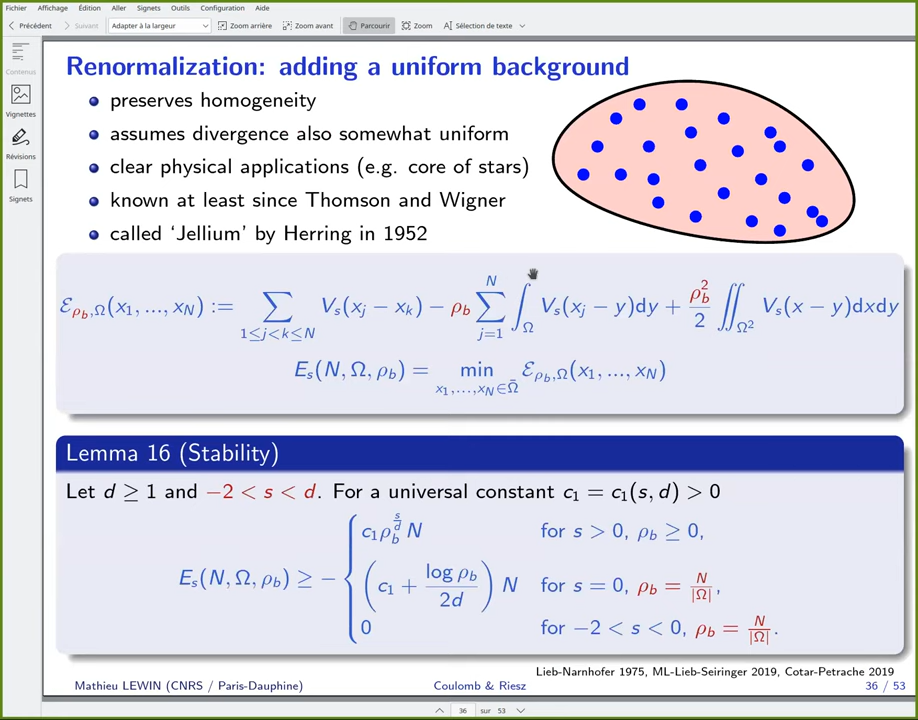 Fichier Affichage Édition Aller Signets Outils Configuration Aide
Précédent Suivant Adapter à la largeur Zoom arrière Zoom avant Parcourir Zoom Sélection de texte
Contenus
Vignettes
Révisions
Signets
Renormalization: adding a uniform background
preserves homogeneity
assumes divergence also somewhat uniform
clear physical applications (e.g. core of stars)
known at least since Thomson and Wigner
called ‘Jellium’ by Herring in 1952
ℰ_{ρ_b,Ω}(x_1, ..., x_N) := ∑_{1≤j<k≤N} V_s(x_j − x_k) − ρ_b ∑_{j=1}^{N} ∫_Ω V_s(x_j − y)dy + ρ_b^2/2 ∬_{Ω^2} V_s(x − y)dxdy
E_s(N, Ω, ρ_b) = min_{x_1,...,x_N∈Ω̄} ℰ_{ρ_b,Ω}(x_1, ..., x_N)
Lemma 16 (Stability)
Let d ≥ 1 and −2 < s < d. For a universal constant c_1 = c_1(s, d) > 0
c_1ρ_b^{s/d} N for s > 0, ρ_b ≥ 0,
E_s(N, Ω, ρ_b) ≥ − { (c_1 + log ρ_b/2d) N for s = 0, ρ_b = N/|Ω|,
0 for −2 < s < 0, ρ_b = N/|Ω|.
Lieb-Narnhofer 1975, ML-Lieb-Seiringer 2019, Cotar-Petrache 2019
Mathieu LEWIN (CNRS / Paris-Dauphine) Coulomb & Riesz 36 / 53
36 sur 53